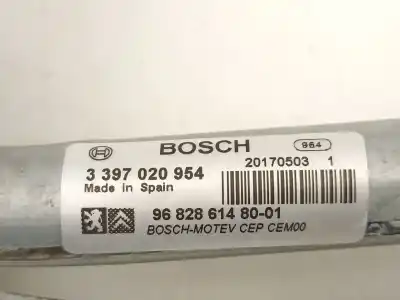 BOSCH
964
3 397 020 954
20170503 1
Made in Spain
96 828 614 80-01
BOSCH-MOTEV CEP CEM00